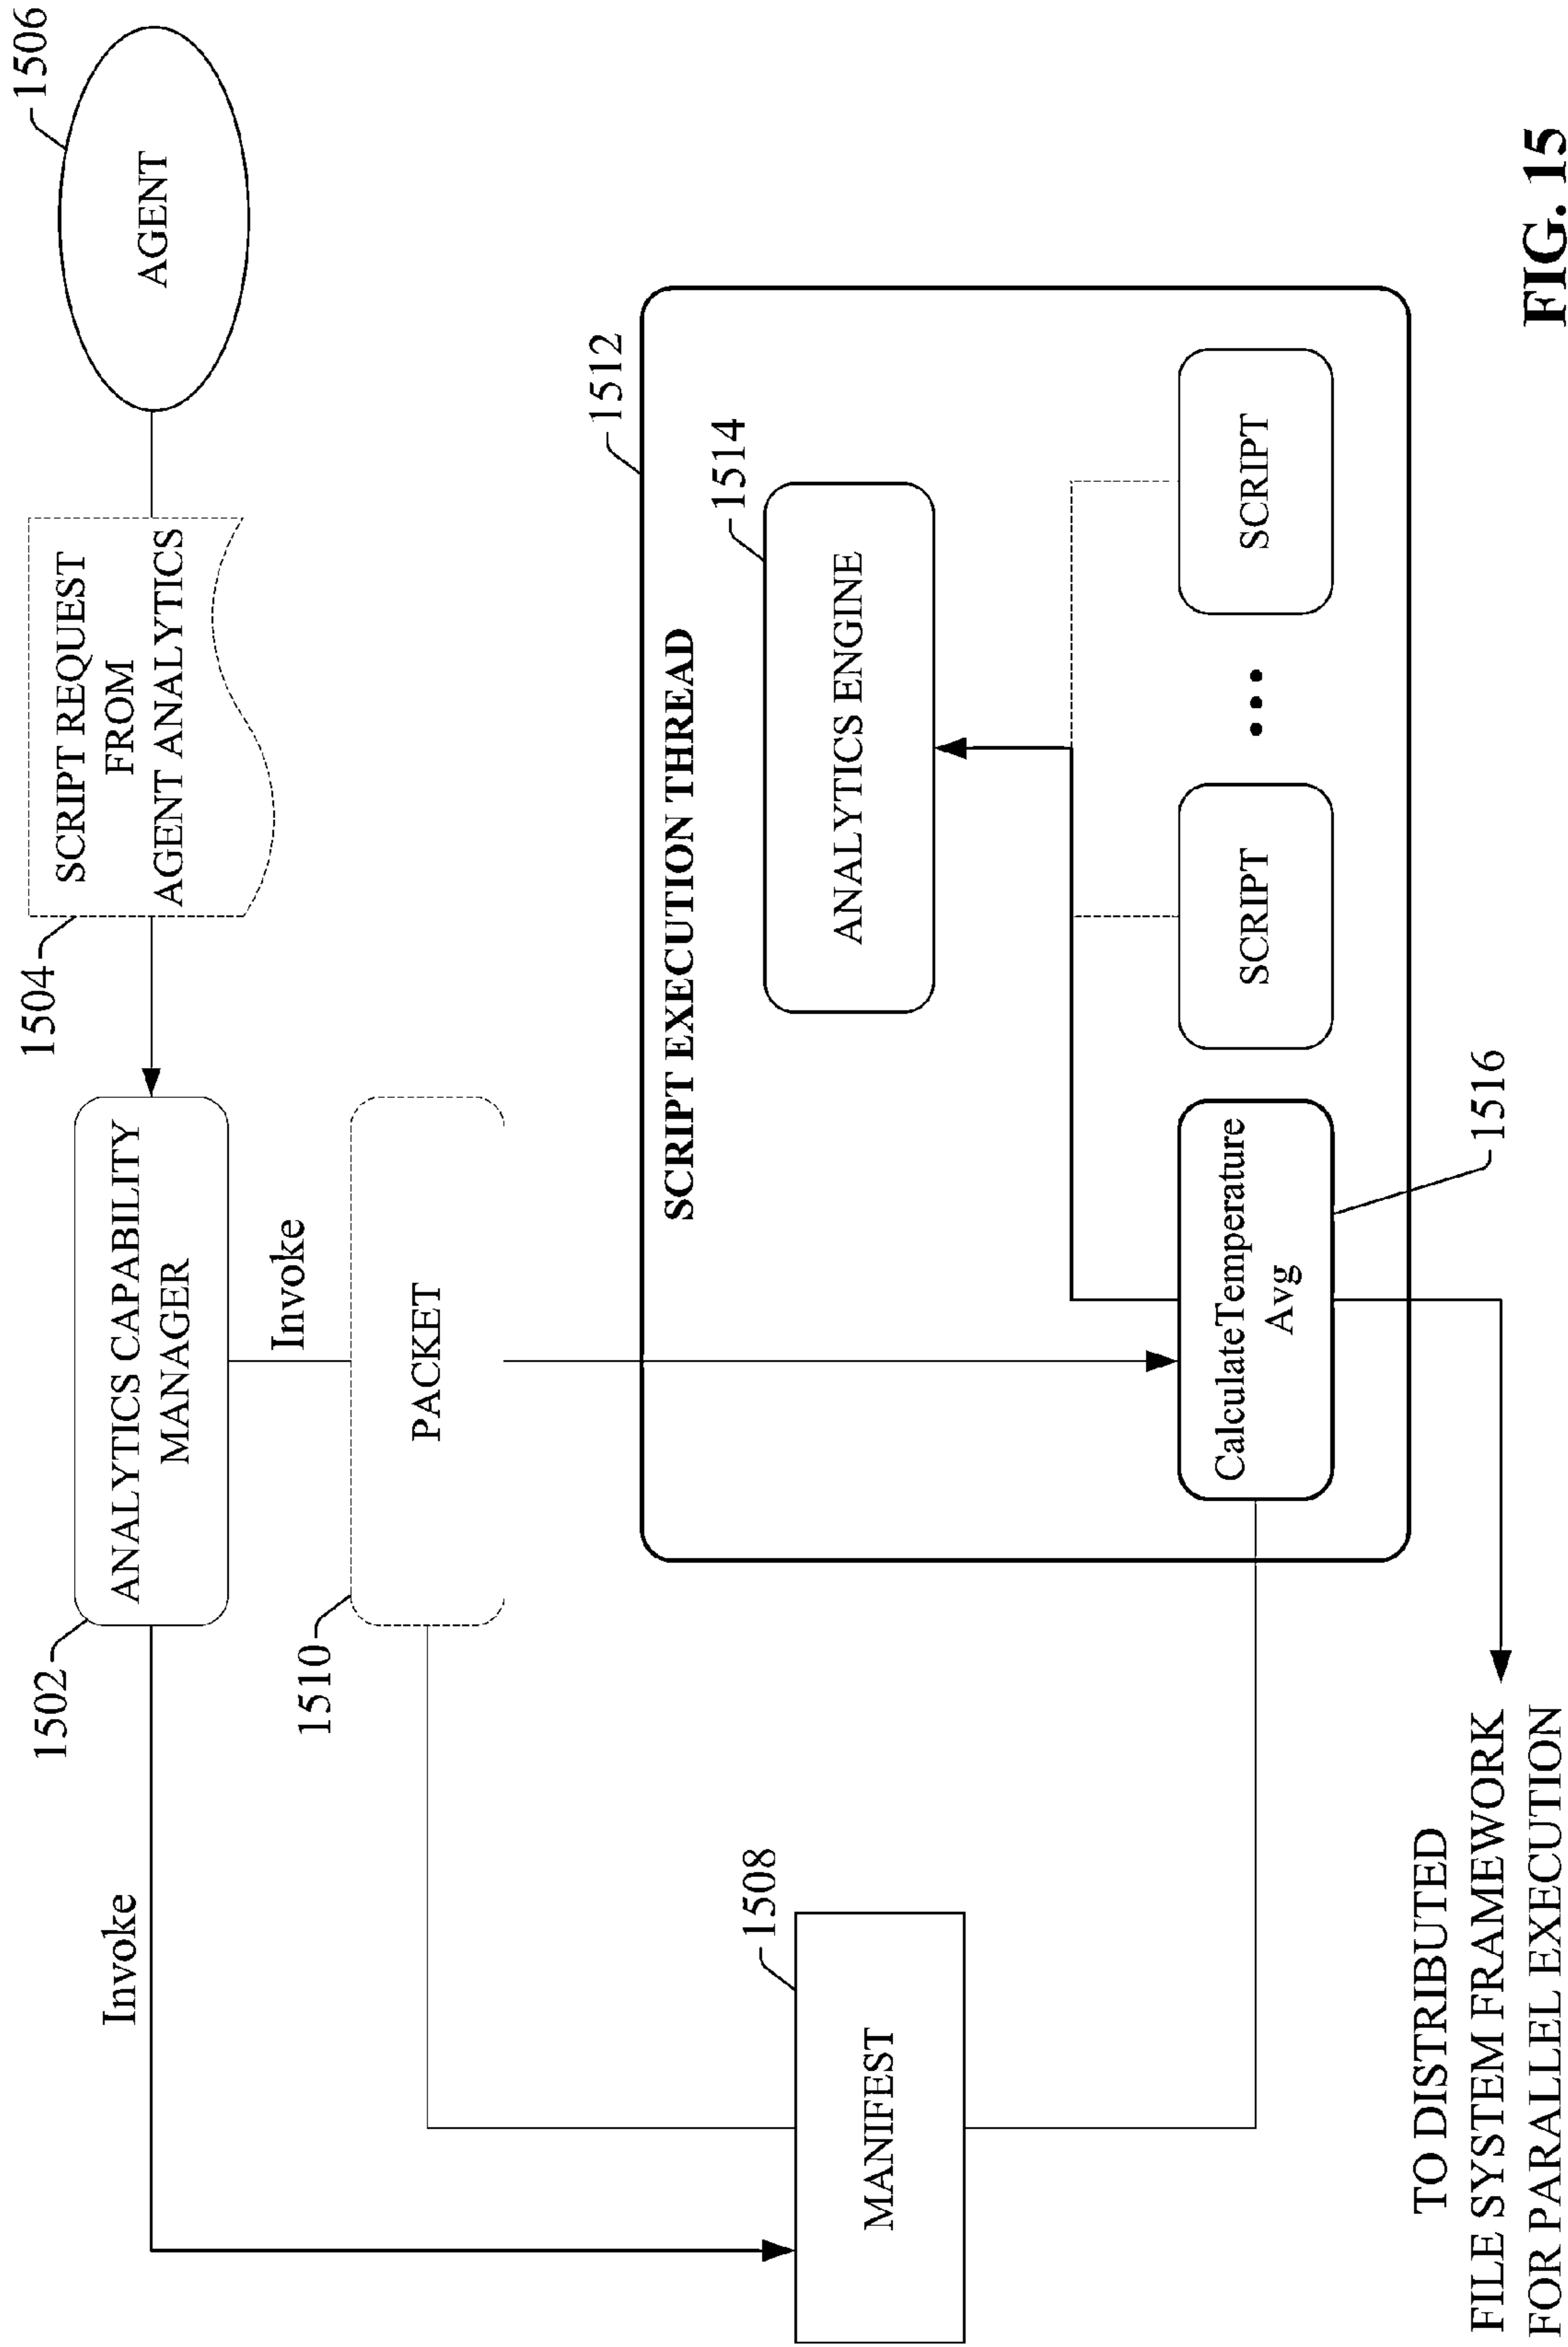 1506
AGENT
SCRIPT REQUEST
FROM
AGENT ANALYTICS
1504
ANALYTICS CAPABILITY
MANAGER
1502
Invoke
Invoke
PACKET
1510
1508
MANIFEST
1512
SCRIPT EXECUTION THREAD
1514
ANALYTICS ENGINE
CalculateTemperature
Avg
1516
SCRIPT
•••
SCRIPT
TO DISTRIBUTED
FILE SYSTEM FRAMEWORK
FOR PARALLEL EXECUTION
FIG. 15